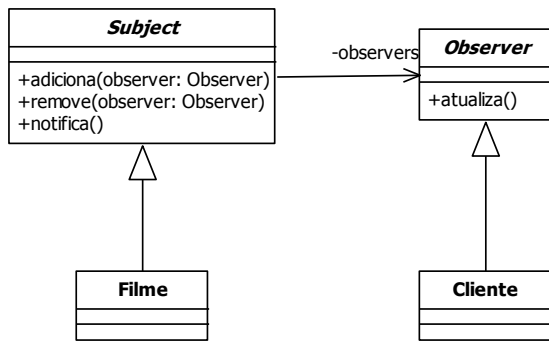 Subject
+adiciona(observer: Observer)
+remove(observer: Observer)
+notifica()
-observers
Observer
+atualiza()
Filme
Cliente